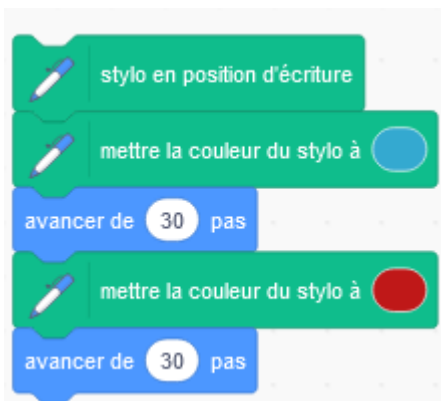 stylo en position d'écriture
mettre la couleur du stylo à
avancer de 30 pas
mettre la couleur du stylo à
avancer de 30 pas